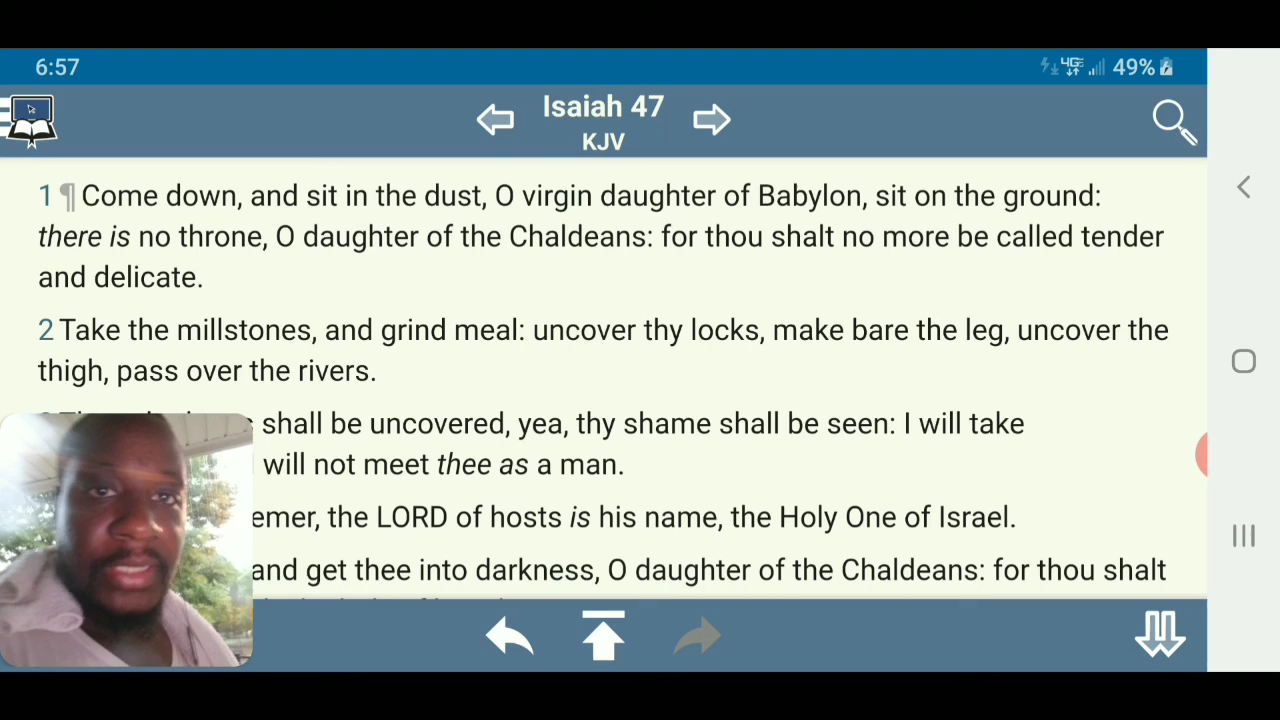 6:57
4G 49%
Isaiah 47
KJV
1 ¶ Come down, and sit in the dust, O virgin daughter of Babylon, sit on the ground:
there is no throne, O daughter of the Chaldeans: for thou shalt no more be called tender
and delicate.
2 Take the millstones, and grind meal: uncover thy locks, make bare the leg, uncover the
thigh, pass over the rivers.
shall be uncovered, yea, thy shame shall be seen: I will take
will not meet thee as a man.
emer, the LORD of hosts is his name, the Holy One of Israel.
and get thee into darkness, O daughter of the Chaldeans: for thou shalt